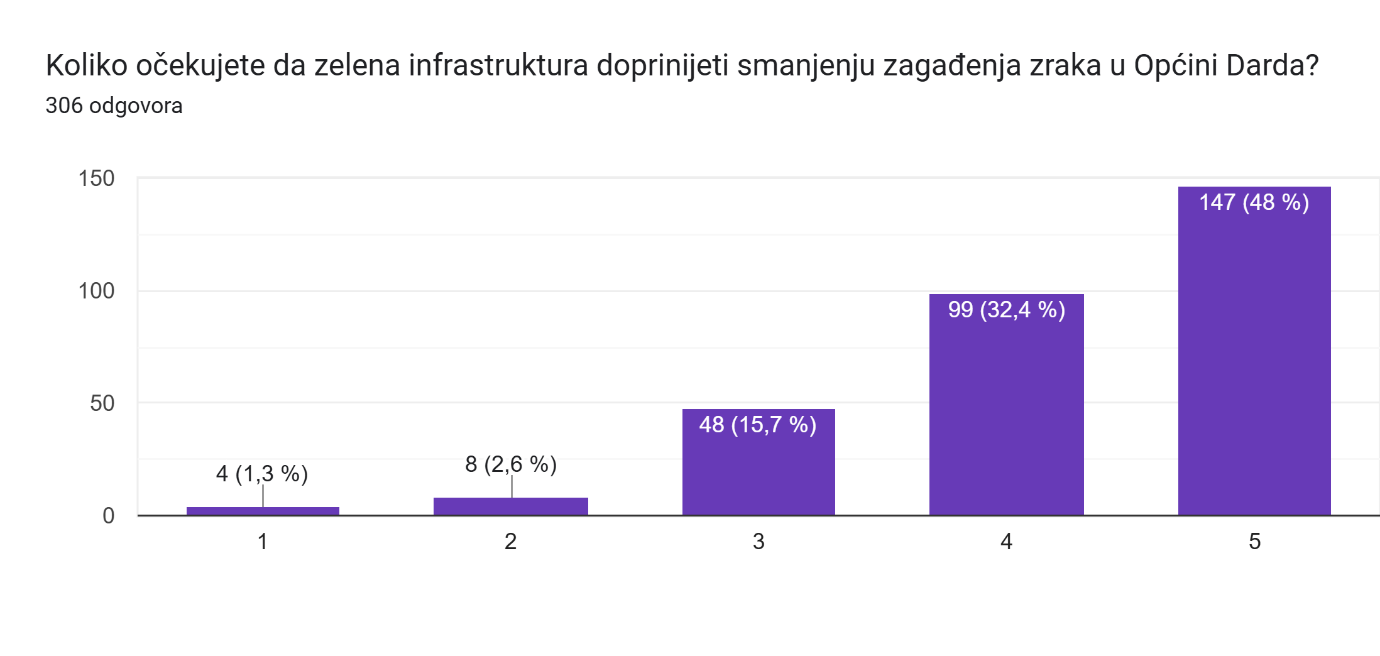 Koliko očekujete da zelena infrastruktura doprinijeti smanjenju zagađenja zraka u Općini Darda?
306 odgovora
150
147 (48 %)
100
99 (32,4 %)
50
48 (15,7 %)
8 (2,6 %)
4 (1,3 %)
0
1 2 3 4 5